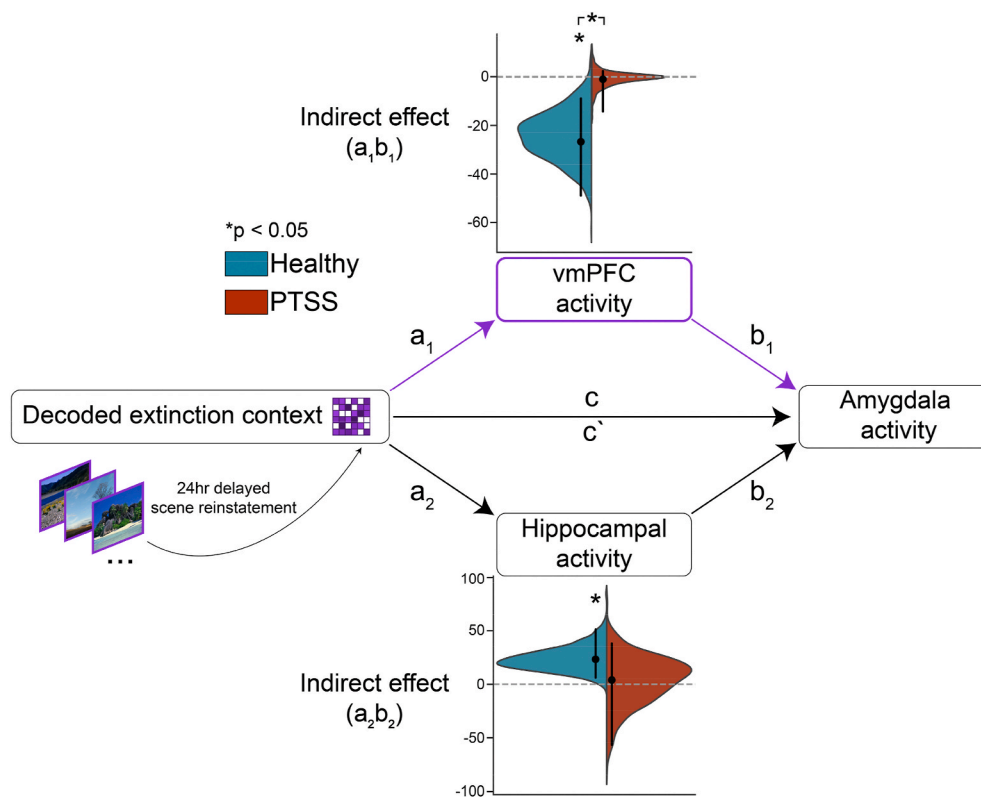 *
*
0
-20
-40
-60
Indirect effect
(a₁b₁)
*p < 0.05
Healthy
PTSS
vmPFC
activity
a₁
b₁
Decoded extinction context
c
c`
Amygdala
activity
24hr delayed
scene reinstatement
...
a₂
b₂
Hippocampal
activity
100
50
0
-50
-100
*
Indirect effect
(a₂b₂)